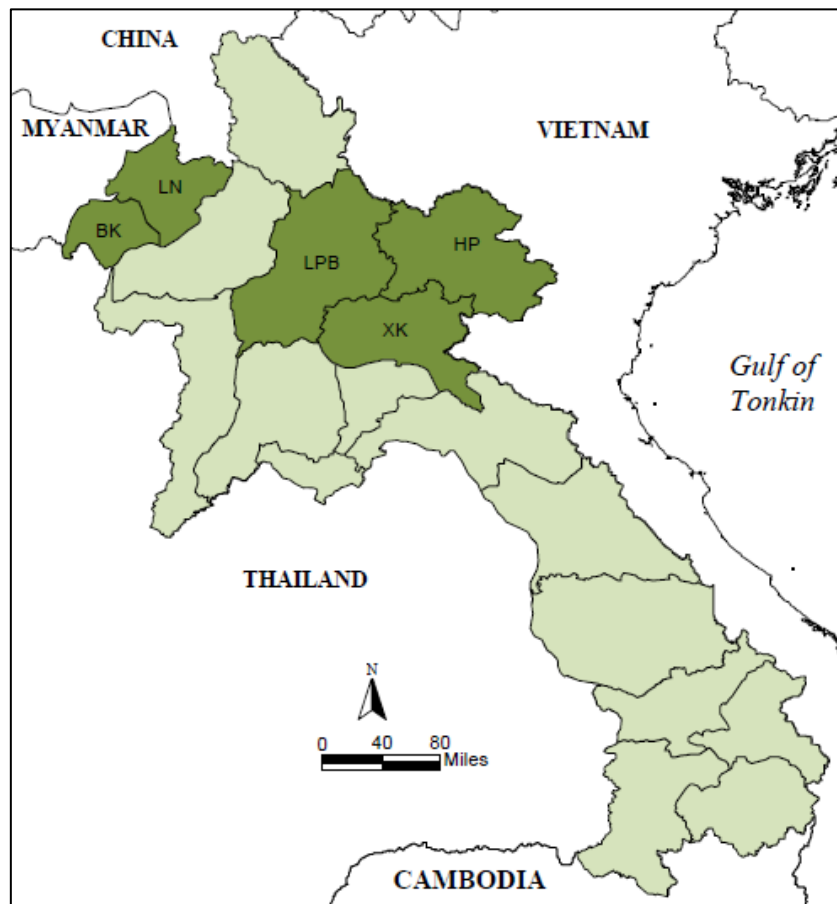 CHINA
MYANMAR
VIETNAM
LN
BK
HP
LPB
XK
Gulf of
Tonkin
THAILAND
N
0 40 80
Miles
CAMBODIA